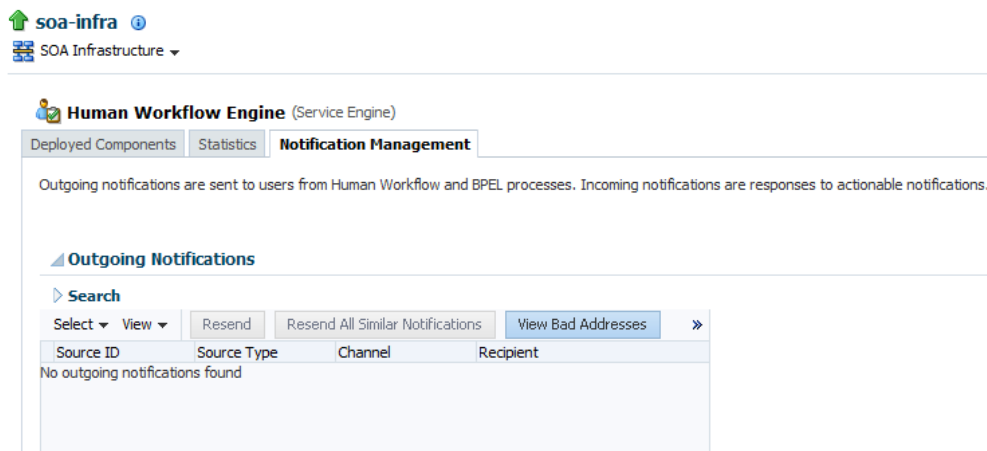 soa-infra
SOA Infrastructure
Human Workflow Engine (Service Engine)
Deployed Components Statistics Notification Management
Outgoing notifications are sent to users from Human Workflow and BPEL processes. Incoming notifications are responses to actionable notifications.
Outgoing Notifications
Search
Select View Resend Resend All Similar Notifications View Bad Addresses »
Source ID Source Type Channel Recipient
No outgoing notifications found